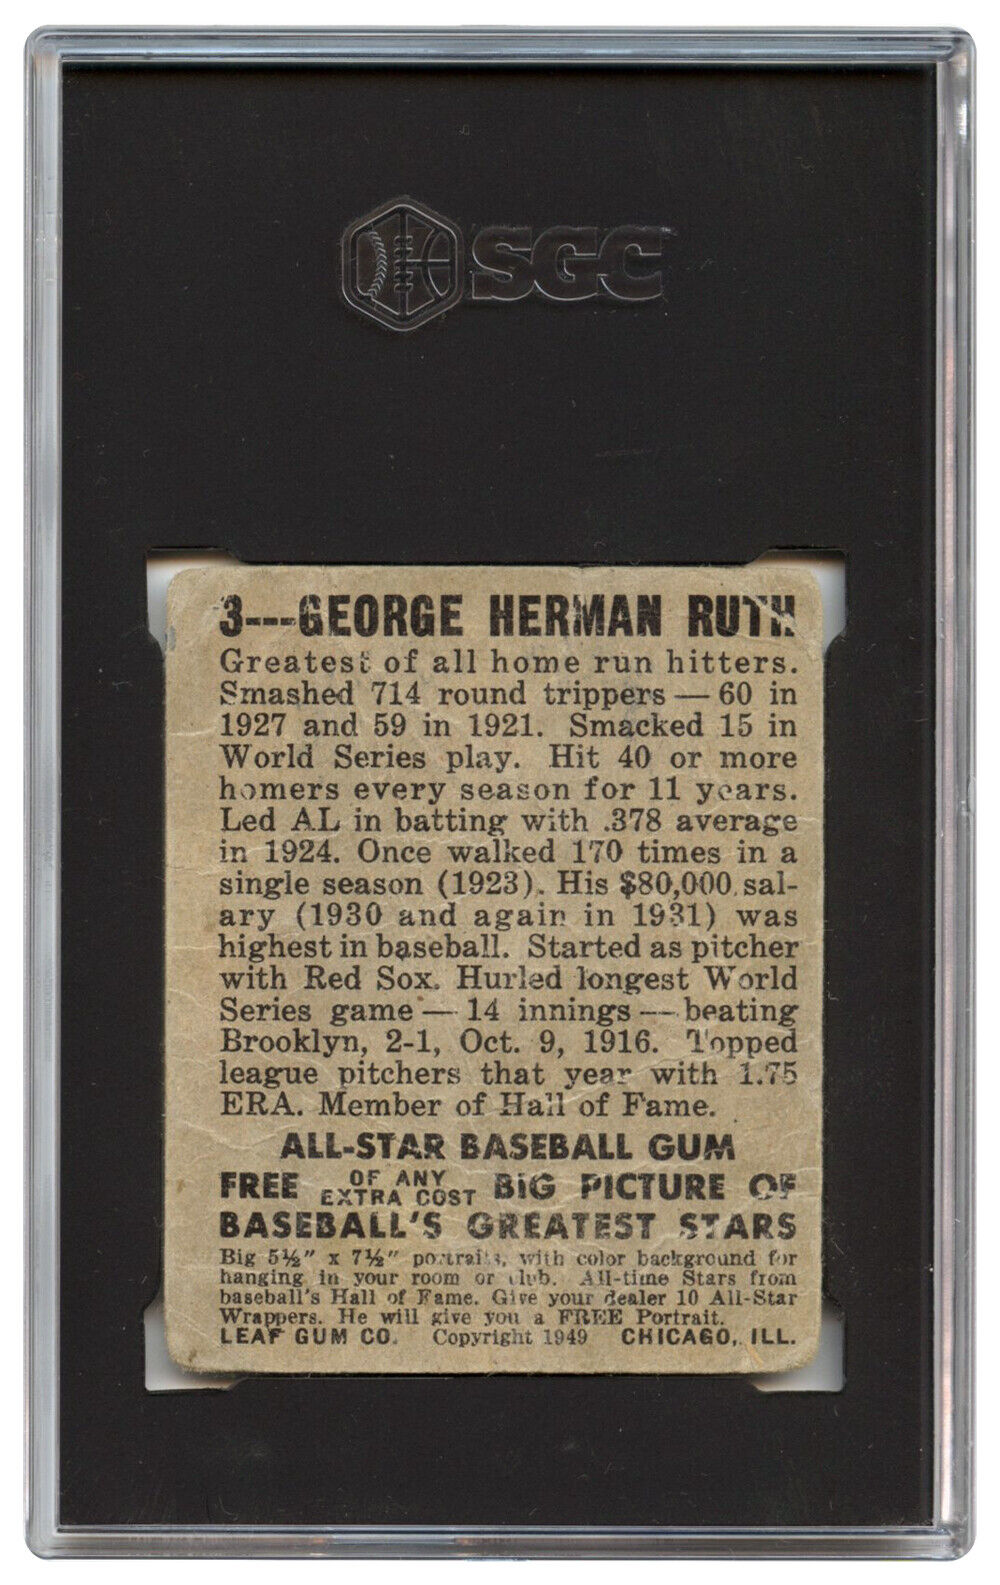 SGC
3---GEORGE HERMAN RUTH
Greatest of all home run hitters.
Smashed 714 round trippers — 60 in
1927 and 59 in 1921. Smacked 15 in
World Series play. Hit 40 or more
homers every season for 11 years.
Led AL in batting with .378 average
in 1924. Once walked 170 times in a
single season (1923). His $80,000 sal-
ary (1930 and again in 1931) was
highest in baseball. Started as pitcher
with Red Sox. Hurled longest World
Series game — 14 innings — beating
Brooklyn, 2-1, Oct. 9, 1916. Topped
league pitchers that year with 1.75
ERA. Member of Hall of Fame.
ALL-STAR BASEBALL GUM
FREE OF ANY EXTRA COST BIG PICTURE OF
BASEBALL'S GREATEST STARS
Big 5½" x 7½" portraits, with color background for
hanging in your room or club. All-time Stars from
baseball's Hall of Fame. Give your dealer 10 All-Star
Wrappers. He will give you a FREE Portrait.
LEAF GUM CO. Copyright 1949 CHICAGO, ILL.